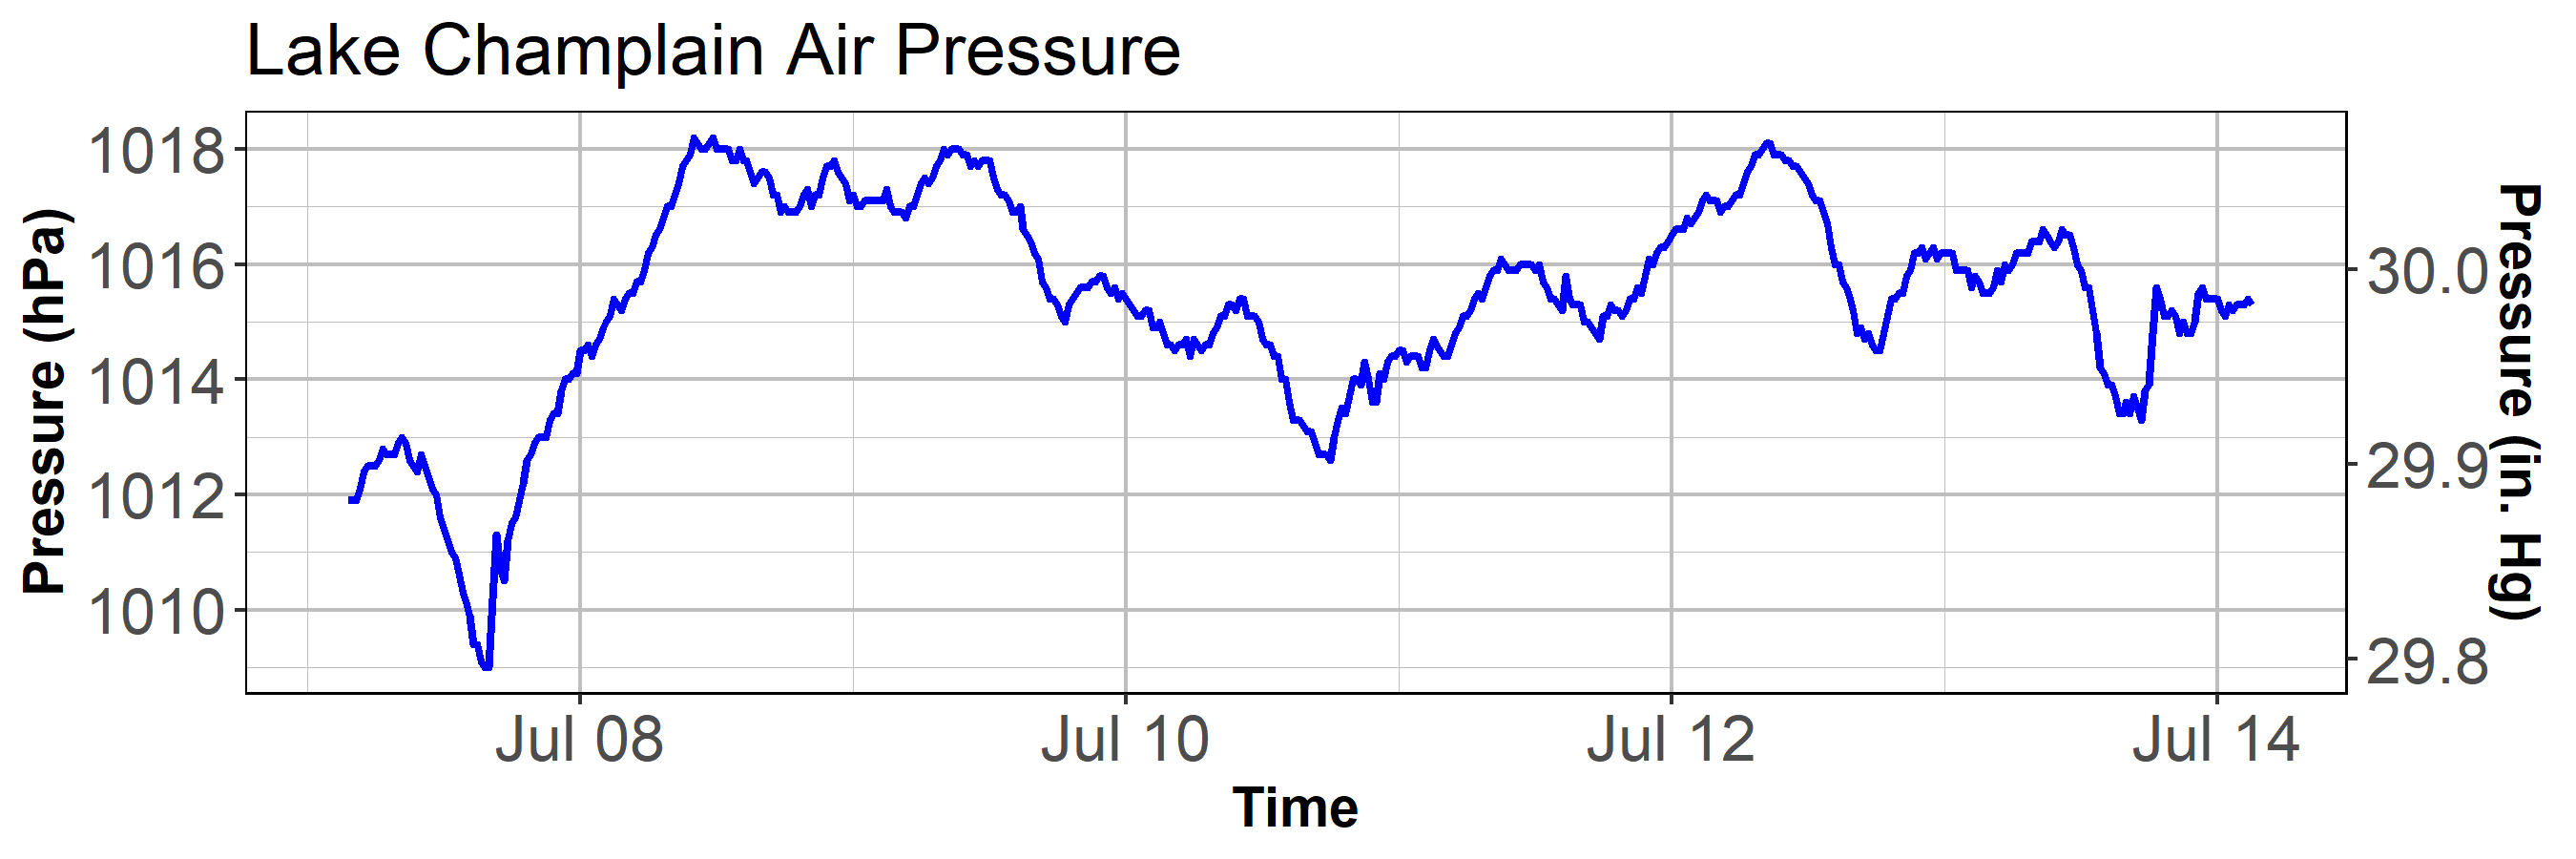 Lake Champlain Air Pressure
Pressure (hPa)
1018
1016
1014
1012
1010
30.0
29.9
29.8
Pressure (in. Hg)
Jul 08
Jul 10
Jul 12
Jul 14
Time